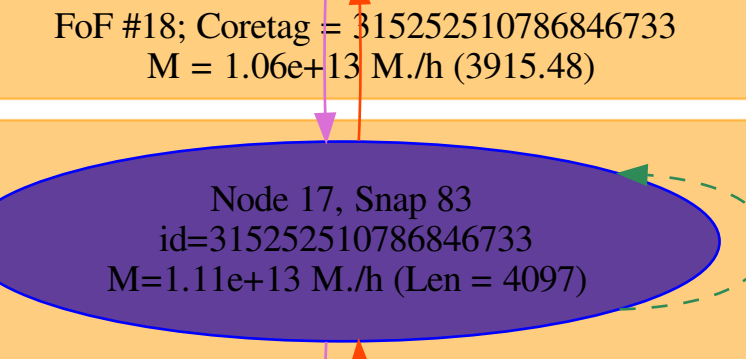 FoF #18; Coretag = 315252510786846733
M = 1.06e+13 M./h (3915.48)
Node 17, Snap 83
id=315252510786846733
M=1.11e+13 M./h (Len = 4097)